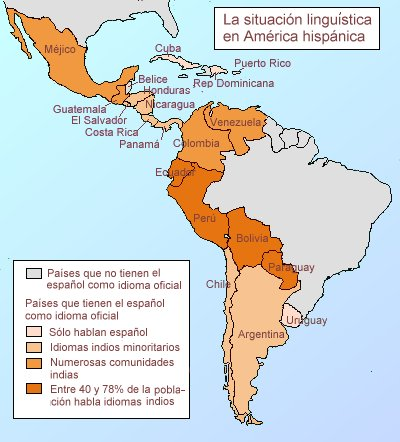 La situación linguística
en América hispánica
Méjico
Cuba
Puerto Rico
Rep Dominicana
Belice
Honduras
Guatemala
Nicaragua
El Salvador
Costa Rica
Panamá
Venezuela
Colombia
Ecuador
Perú
Bolivia
Paraguay
Chile
Uruguay
Argentina
Países que no tienen el
español como idioma oficial
Países que tienen el español
como idioma oficial
Sólo hablan español
Idiomas indios minoritarios
Numerosas comunidades
indias
Entre 40 y 78% de la pobla-
ción habla idiomas indios